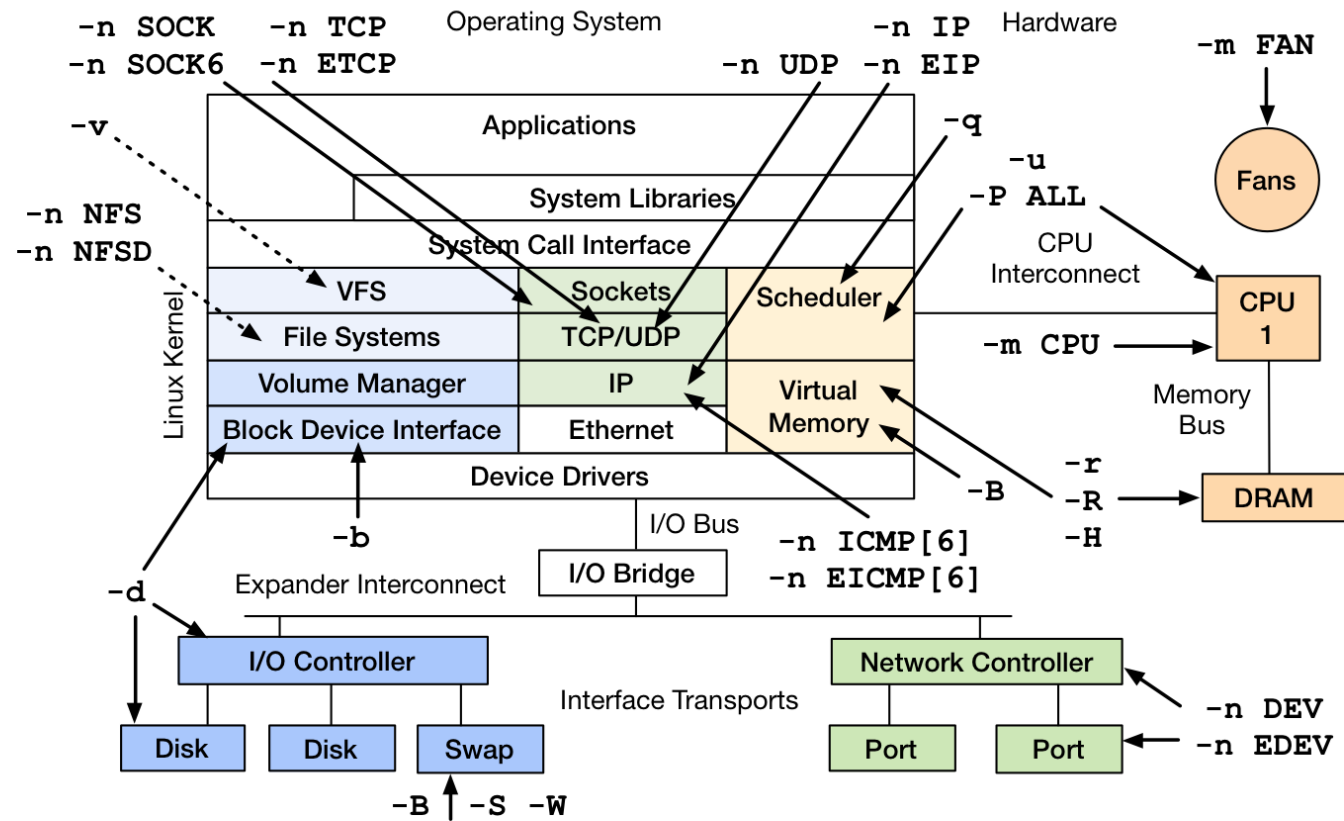 -n SOCK
-n SOCK6
-n TCP
-n ETCP
Operating System
-n UDP
-n IP
-n EIP
Hardware
-m FAN
Fans
-v
-n NFS
-n NFSD
Applications
System Libraries
System Call Interface
-q
-u
-P ALL
CPU
Interconnect
Linux Kernel
VFS
Sockets
Scheduler
File Systems
TCP/UDP
Volume Manager
IP
Virtual
Memory
Block Device Interface
Ethernet
Device Drivers
CPU
1
-m CPU
Memory
Bus
DRAM
-r
-R
-H
-B
-b
I/O Bus
-n ICMP[6]
-n EICMP[6]
I/O Bridge
Expander Interconnect
-d
I/O Controller
Network Controller
Interface Transports
-n DEV
-n EDEV
Disk
Disk
Swap
Port
Port
-B
-S
-W